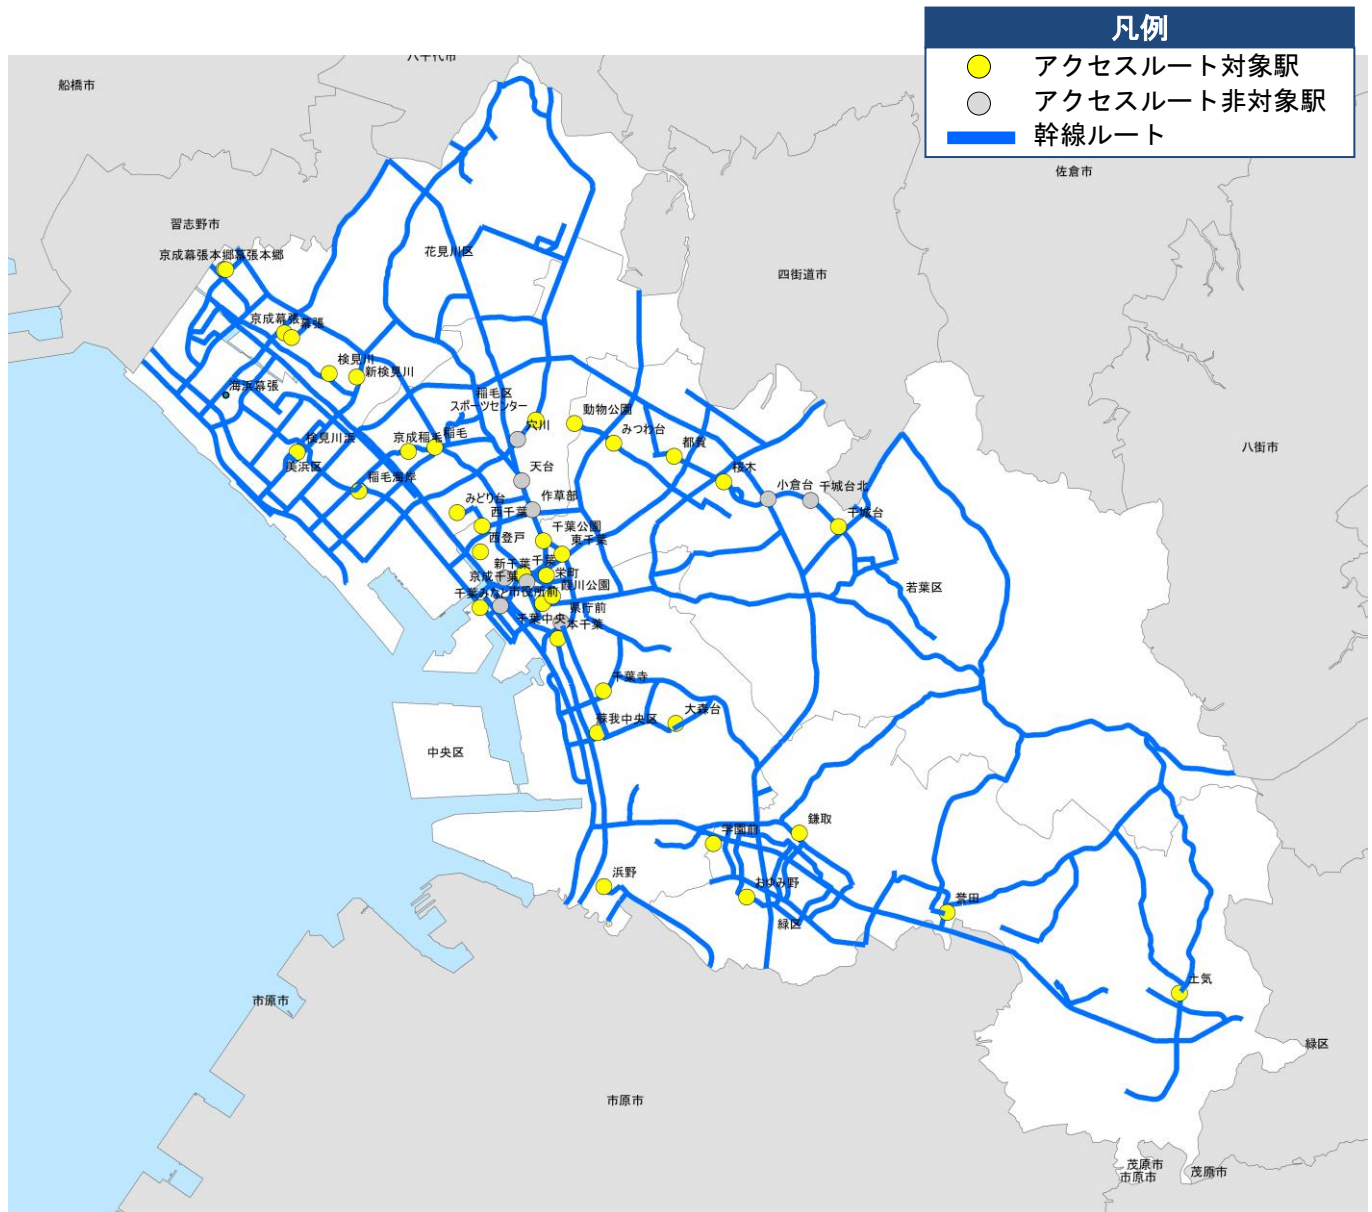 凡例
アクセスルート対象駅
アクセスルート非対象駅
幹線ルート
八千代市
船橋市
佐倉市
習志野市
京成幕張本郷
幕張本郷
花見川区
四街道市
京成幕張
幕張
検見川
新検見川
海浜幕張
稲毛区
スポーツセンター
穴川
動物公園
みつわ台
都賀
八街市
検見川浜
美浜区
京成稲毛
稲毛
稲毛海岸
天台
桜木
小倉台
千城台北
千城台
みどり台
西千葉
作草部
西登戸
千葉公園
東千葉
新千葉
千葉
京成千葉
栄町
千葉みなと
市役所前
葭川公園
県庁前
千葉中央
本千葉
若葉区
千葉寺
蘇我
中央区
大森台
中央区
学園前
鎌取
浜野
おゆみ野
緑区
誉田
土気
市原市
緑区
市原市
茂原市
市原市
茂原市